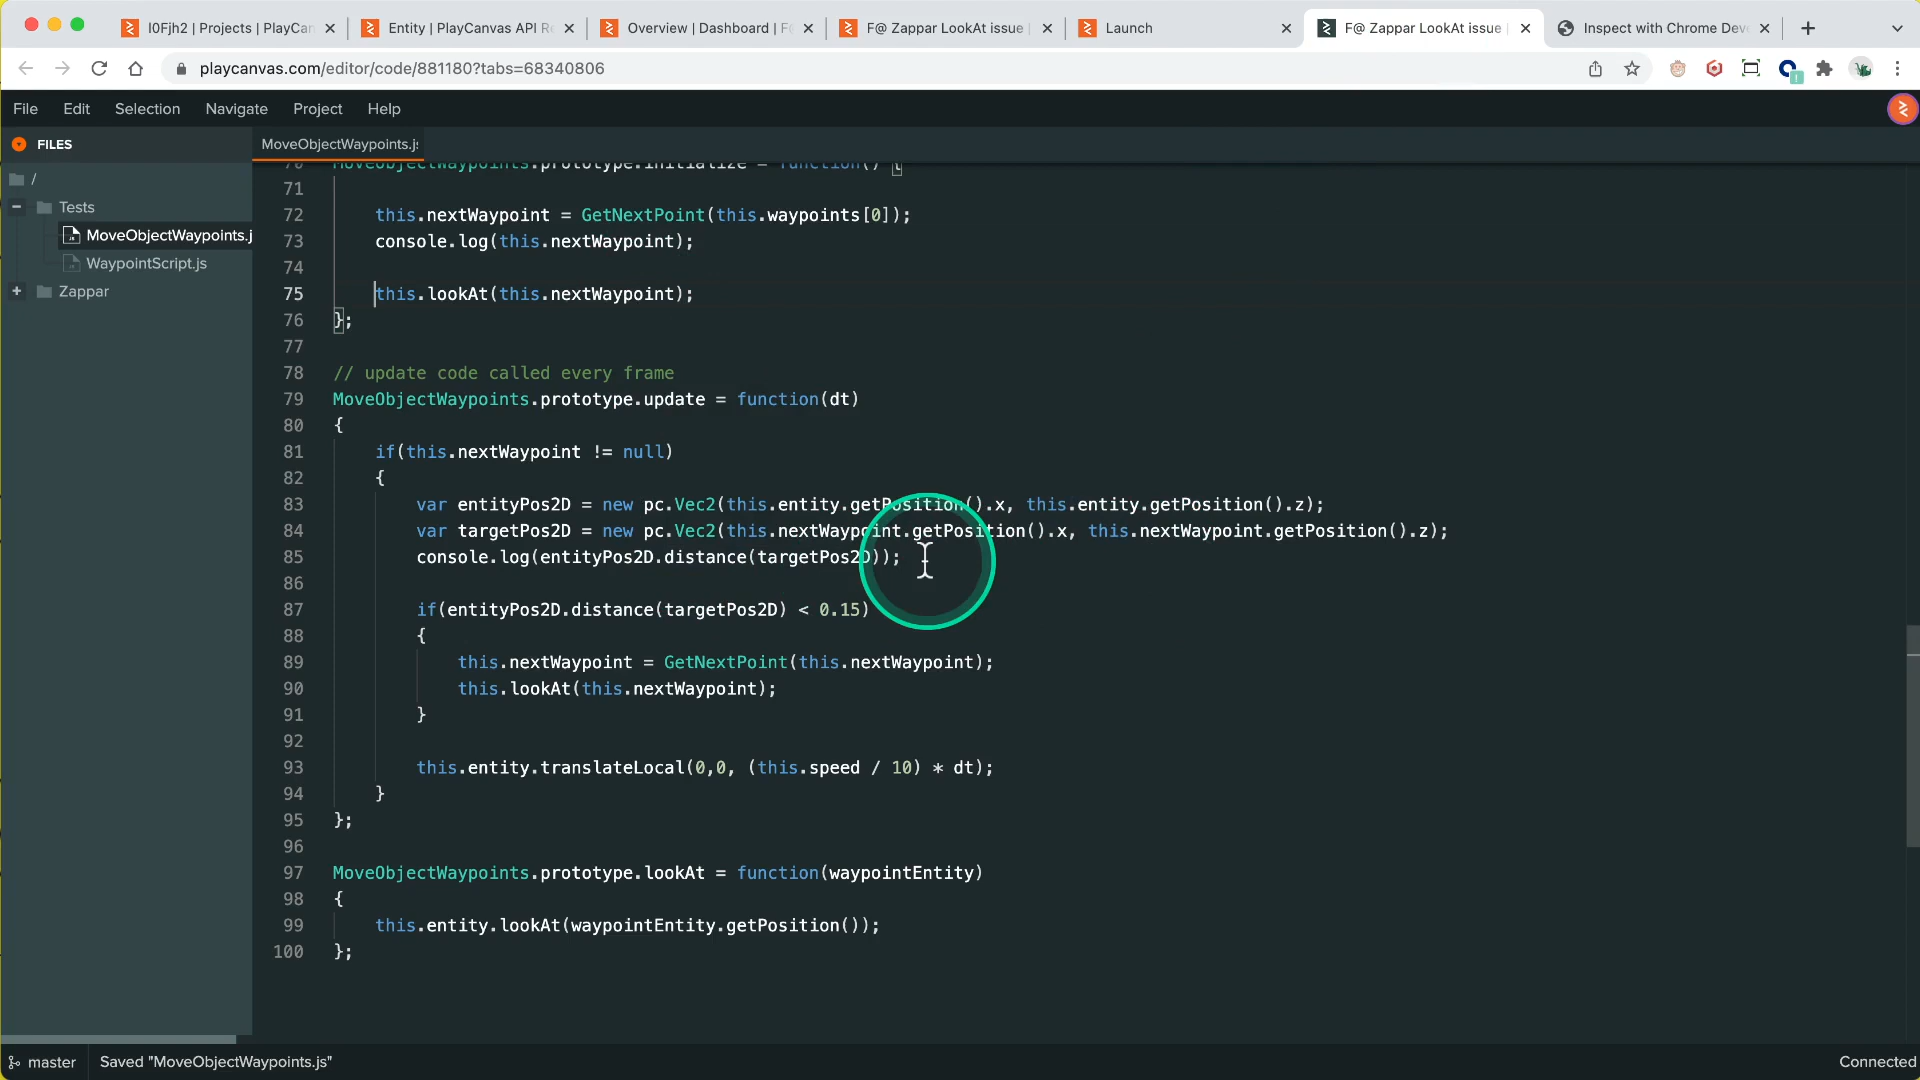 I0Fjh2 | Projects | PlayCan
Entity | PlayCanvas API Re
Overview | Dashboard | F@
F@ Zappar LookAt issue |
Launch
F@ Zappar LookAt issue |
Inspect with Chrome Deve
playcanvas.com/editor/code/881180?tabs=68340806
File Edit Selection Navigate Project Help
FILES
MoveObjectWaypoints.js
/
Tests
MoveObjectWaypoints.j
WaypointScript.js
Zappar
70 MoveObjectWaypoints.prototype.initialize = function() {
71
72 this.nextWaypoint = GetNextPoint(this.waypoints[0]);
73 console.log(this.nextWaypoint);
74
75 this.lookAt(this.nextWaypoint);
76 };
77
78 // update code called every frame
79 MoveObjectWaypoints.prototype.update = function(dt)
80 {
81 if(this.nextWaypoint != null)
82 {
83 var entityPos2D = new pc.Vec2(this.entity.getPosition().x, this.entity.getPosition().z);
84 var targetPos2D = new pc.Vec2(this.nextWaypoint.getPosition().x, this.nextWaypoint.getPosition().z);
85 console.log(entityPos2D.distance(targetPos2D));
86
87 if(entityPos2D.distance(targetPos2D) < 0.15)
88 {
89 this.nextWaypoint = GetNextPoint(this.nextWaypoint);
90 this.lookAt(this.nextWaypoint);
91 }
92
93 this.entity.translateLocal(0,0, (this.speed / 10) * dt);
94 }
95 };
96
97 MoveObjectWaypoints.prototype.lookAt = function(waypointEntity)
98 {
99 this.entity.lookAt(waypointEntity.getPosition());
100 };
master
Saved "MoveObjectWaypoints.js"
Connected